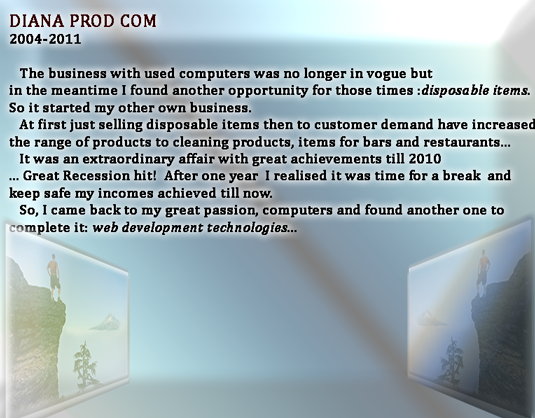 DIANA PROD COM
2004-2011
The business with used computers was no longer in vogue but
in the meantime I found another opportunity for those times :disposable items.
So it started my other own business.
At first just selling disposable items then to customer demand have increased
the range of products to cleaning products, items for bars and restaurants...
It was an extraordinary affair with great achievements till 2010
... Great Recession hit! After one year I realised it was time for a break and
keep safe my incomes achieved till now.
So, I came back to my great passion, computers and found another one to
complete it: web development technologies...